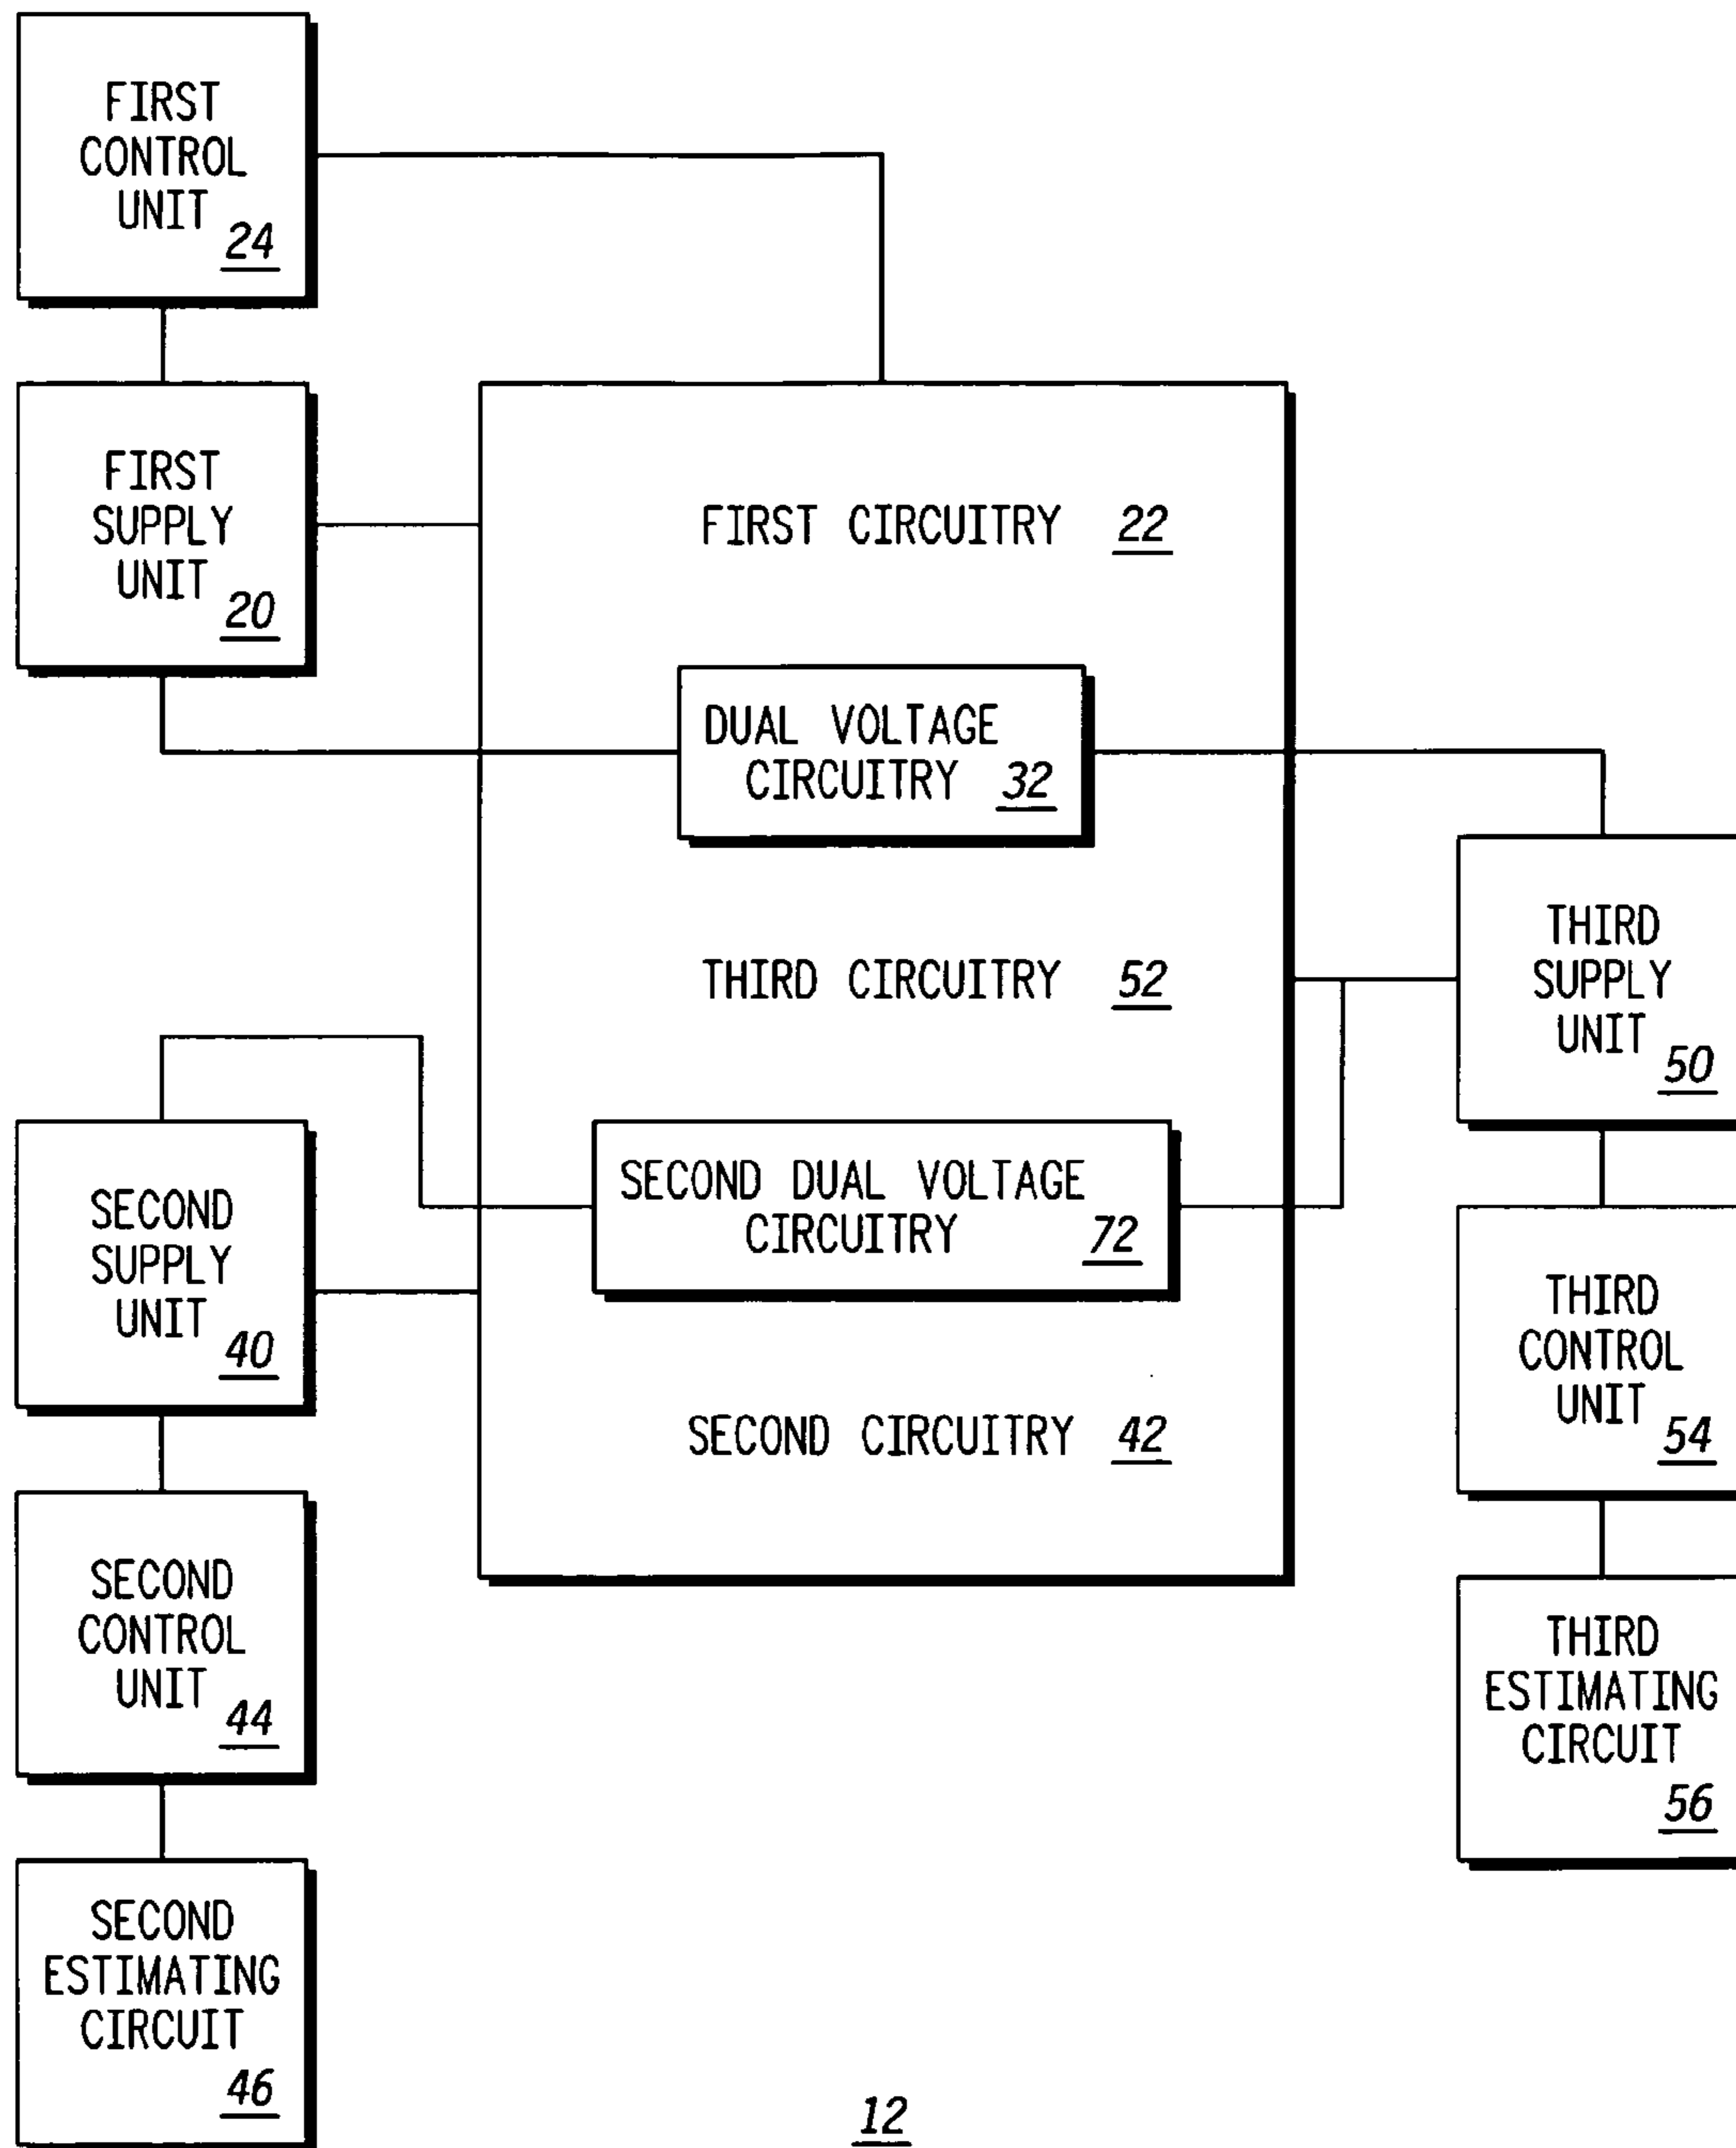 FIRST
CONTROL
UNIT
24
FIRST
SUPPLY
UNIT
20
FIRST CIRCUITRY 22
DUAL VOLTAGE
CIRCUITRY 32
THIRD CIRCUITRY 52
SECOND DUAL VOLTAGE
CIRCUITRY 72
SECOND CIRCUITRY 42
SECOND
SUPPLY
UNIT
40
SECOND
CONTROL
UNIT
44
SECOND
ESTIMATING
CIRCUIT
46
THIRD
SUPPLY
UNIT
50
THIRD
CONTROL
UNIT
54
THIRD
ESTIMATING
CIRCUIT
56
12